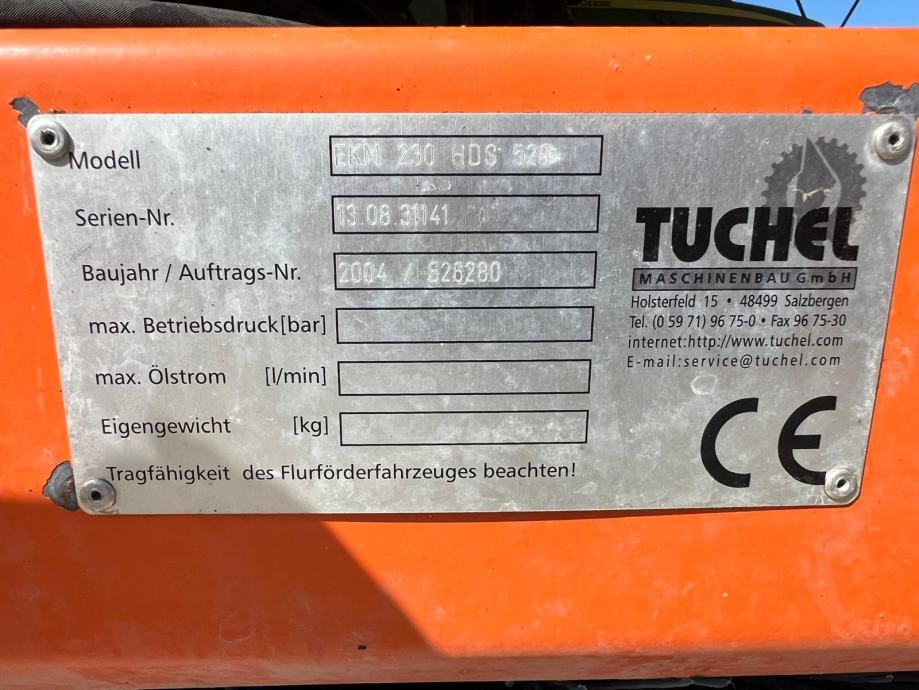 Modell EKM 230 HDS 520
Serien-Nr. 13.08.31141
Baujahr / Auftrags-Nr. 2004 / 526280
max. Betriebsdruck [bar]
max. Ölstrom [l/min]
Eigengewicht [kg]
Tragfähigkeit des Flurförderfahrzeuges beachten!
TUCHEL
MASCHINENBAU GmbH
Holsterfeld 15 • 48499 Salzbergen
Tel. (0 59 71) 96 75-0 • Fax 96 75-30
internet:http://www.tuchel.com
E-mail:service@tuchel.com
CE